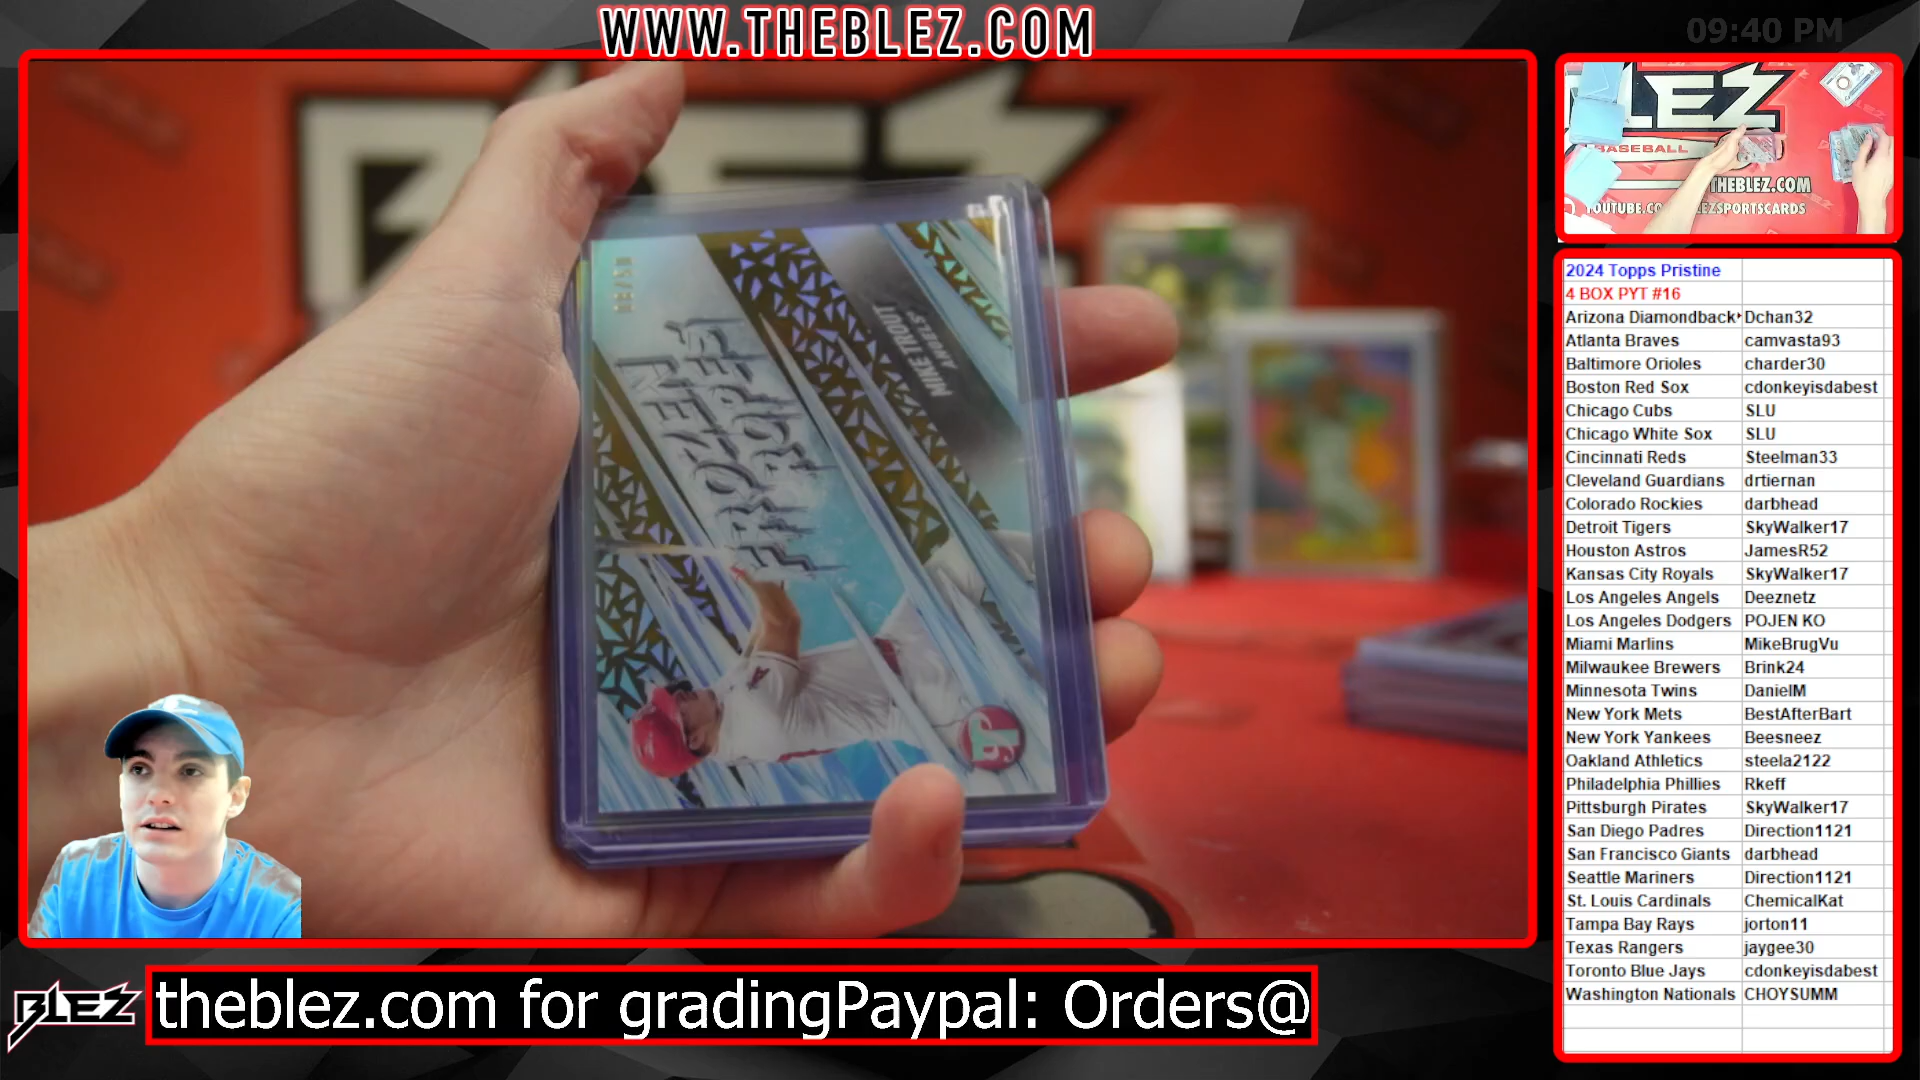 WWW.THEBLEZ.COM
09:40 PM
BLEZ
BASEBALL
THEBLEZ.COM
MIKE TROUT
ANGELS
FROZEN
ROPE
2024 Topps Pristine
4 BOX PYT #16
Arizona Diamondback Dchan32
Atlanta Braves camvasta93
Baltimore Orioles charder30
Boston Red Sox cdonkeyisdabest
Chicago Cubs SLU
Chicago White Sox SLU
Cincinnati Reds Steelman33
Cleveland Guardians drtiernan
Colorado Rockies darbhead
Detroit Tigers SkyWalker17
Houston Astros JamesR52
Kansas City Royals SkyWalker17
Los Angeles Angels Deeznetz
Los Angeles Dodgers POJEN KO
Miami Marlins MikeBrugVu
Milwaukee Brewers Brink24
Minnesota Twins DanielM
New York Mets BestAfterBart
New York Yankees Beesneez
Oakland Athletics steela2122
Philadelphia Phillies Rkeff
Pittsburgh Pirates SkyWalker17
San Diego Padres Direction1121
San Francisco Giants darbhead
Seattle Mariners Direction1121
St. Louis Cardinals ChemicalKat
Tampa Bay Rays jorton11
Texas Rangers jaygee30
Toronto Blue Jays cdonkeyisdabest
Washington Nationals CHOYSUMM
BLEZ
theblez.com for gradingPaypal: Orders@